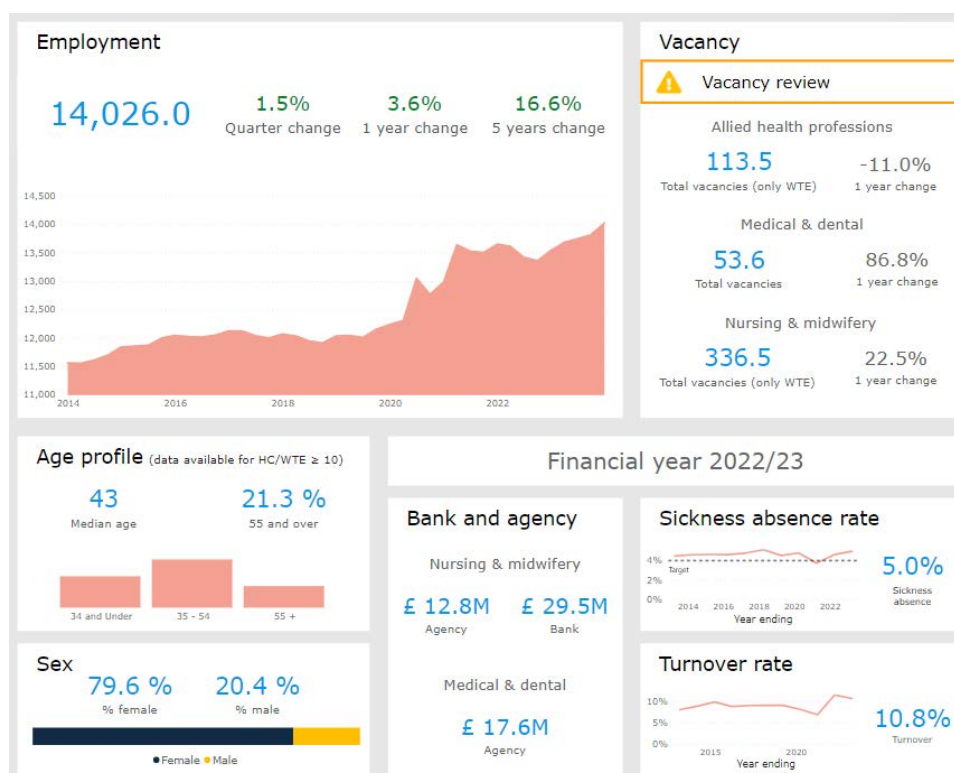 Employment
14,026.0
1.5%
Quarter change
3.6%
1 year change
16.6%
5 years change
14,500
14,000
13,500
13,000
12,500
12,000
11,500
11,000
2014 2016 2018 2020 2022
Vacancy
Vacancy review
Allied health professions
113.5
Total vacancies (only WTE)
-11.0%
1 year change
Medical & dental
53.6
Total vacancies
86.8%
1 year change
Nursing & midwifery
336.5
Total vacancies (only WTE)
22.5%
1 year change
Age profile (data available for HC/WTE ≥ 10)
43
Median age
21.3 %
55 and over
34 and Under 35 - 54 55 +
Sex
79.6 %
% female
20.4 %
% male
Female Male
Financial year 2022/23
Bank and agency
Nursing & midwifery
£ 12.8M
Agency
£ 29.5M
Bank
Medical & dental
£ 17.6M
Agency
Sickness absence rate
4%
Target
2%
0%
2014 2016 2018 2020 2022
Year ending
5.0%
Sickness
absence
Turnover rate
10%
5%
0%
2015 2020
Year ending
10.8%
Turnover